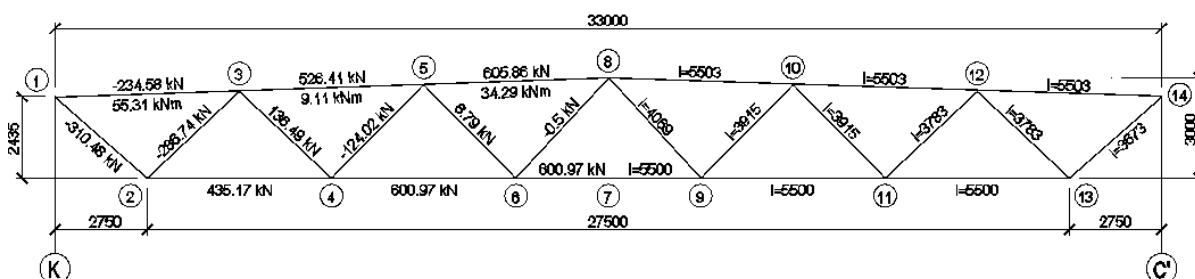 33000
1
-234.58 kN
55.31 kNm
3
526.41 kN
9.11 kNm
5
605.86 kN
34.29 kNm
8
l=5503
10
l=5503
12
l=5503
14
2435
-310.46 kN
-286.74 kN
136.49 kN
-124.02 kN
6.79 kN
-0.5 kN
l=4069
l=3915
l=3915
l=3783
l=3783
l=3673
3000
2
435.17 kN
4
600.97 kN
6
600.97 kN
7
l=5500
9
l=5500
11
l=5500
13
2750
27500
2750
K
C'